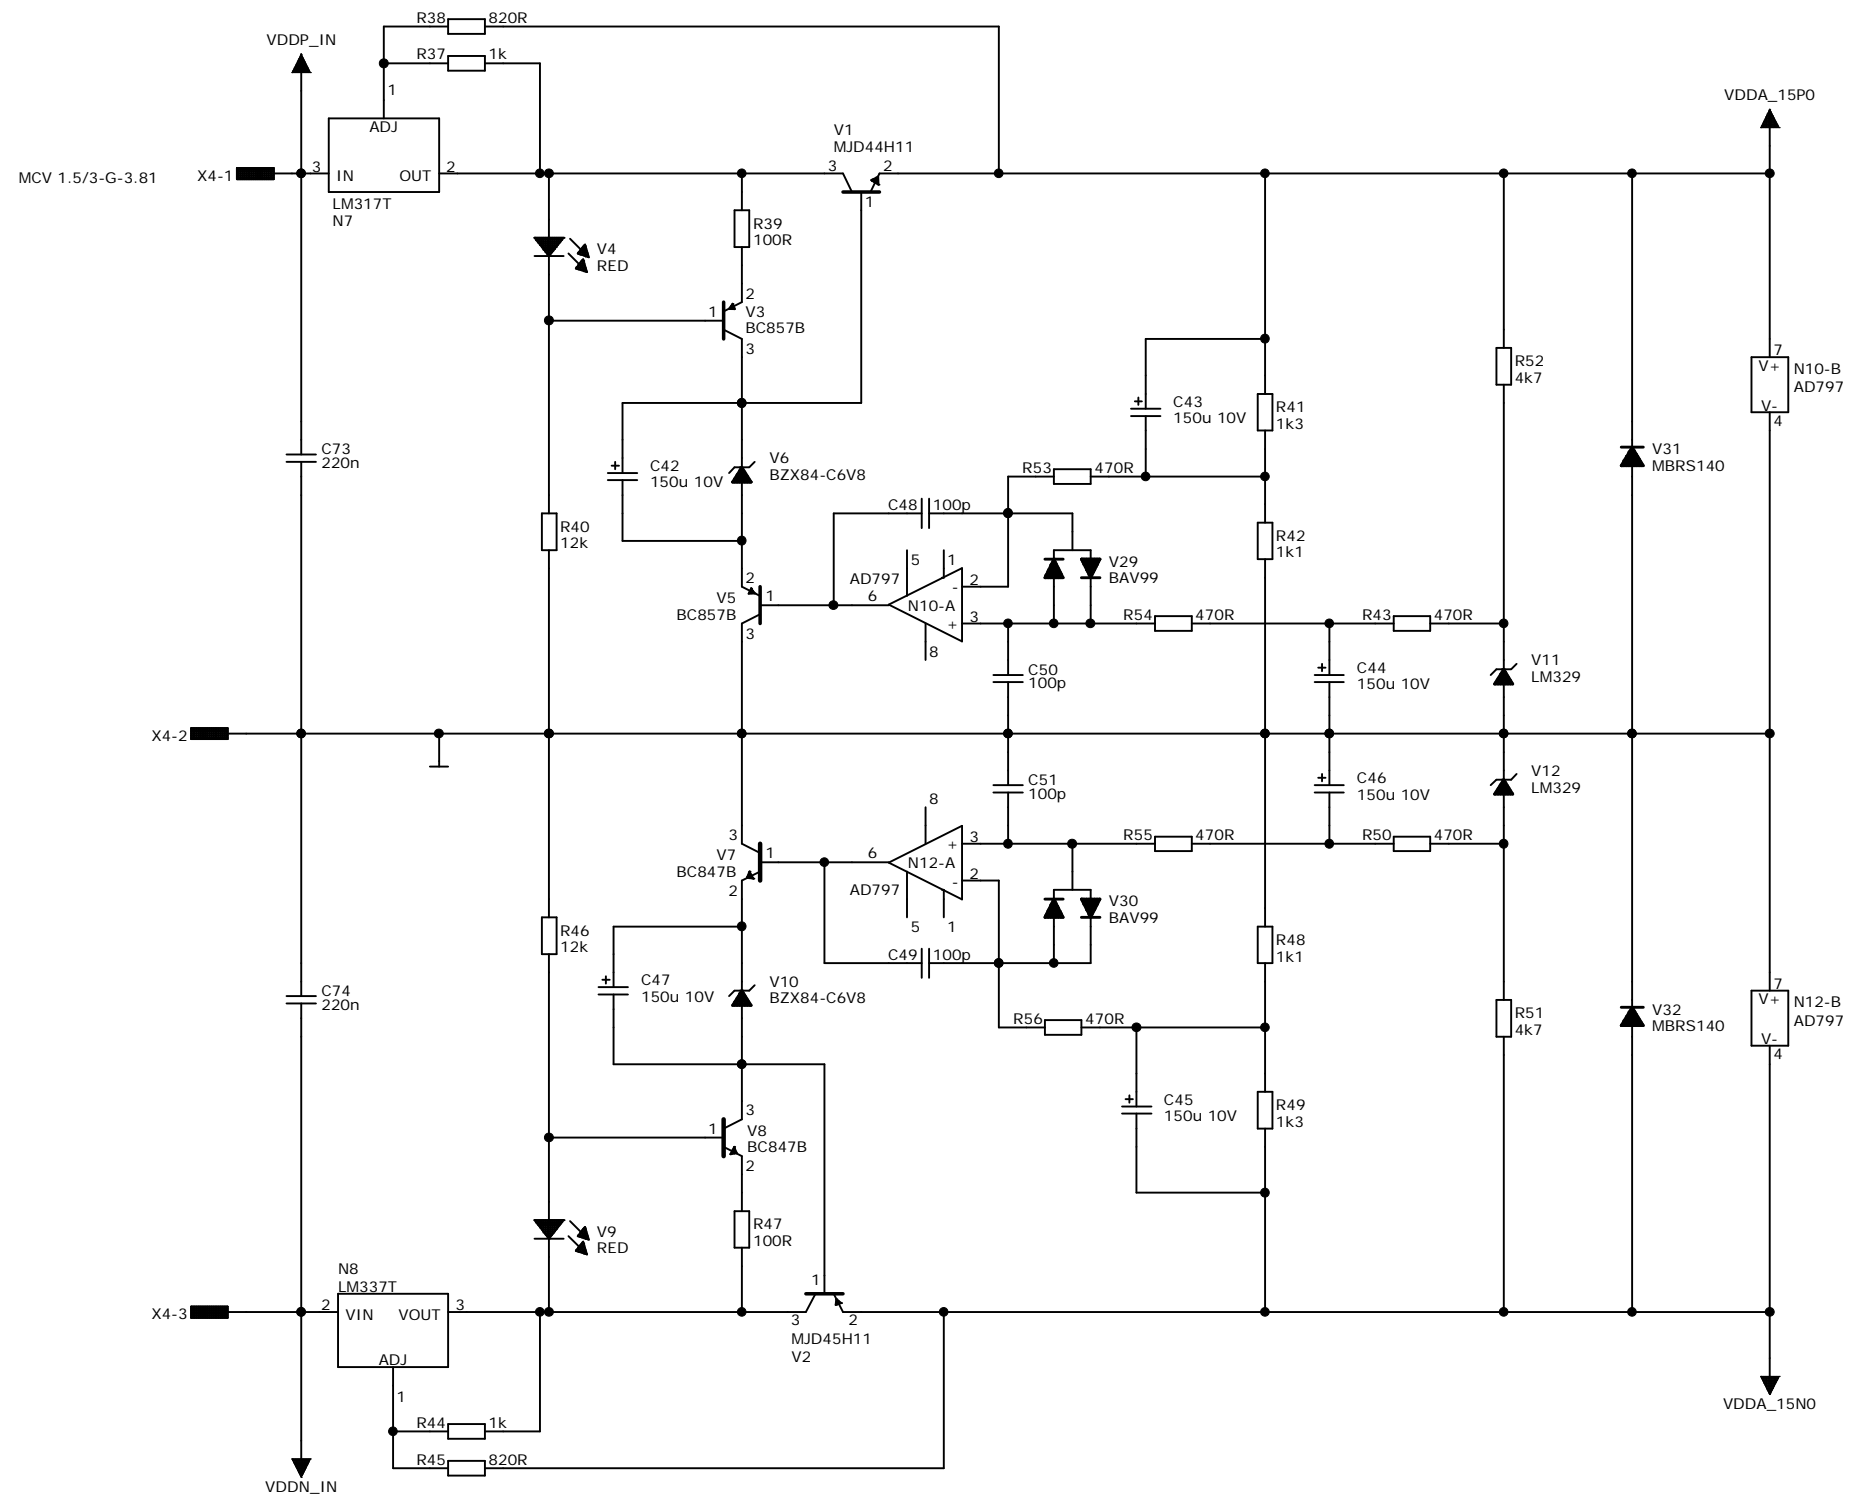 R38 820R
VDDP_IN
R37 1k
1
ADJ
VDDA_15P0
V1
MJD44H11
MCV 1.5/3-G-3.81
X4-1
3 IN OUT 2
3 2
1
LM317T
N7
R39
100R
V4
RED
2
1 V3
BC857B
3
R52
4k7
7
V+
N10-B
AD797
V-
4
C43
150u 10V
R41
1k3
C73
220n
+
+
V6
BZX84-C6V8
C42
150u 10V
V31
MBRS140
R53 470R
C48 100p
R40
12k
R42
1k1
5 1
V29
BAV99
AD797
2
V5
BC857B
1
6
N10-A
-
2
+
3
R54 470R
R43 470R
3
8
C50
100p
+
C44
150u 10V
V11
LM329
X4-2
C51
100p
+
C46
150u 10V
V12
LM329
8
3
V7
BC847B
1
2
6
N12-A
+
3
-
2
AD797
R55 470R
R50 470R
5 1
V30
BAV99
R46
12k
R48
1k1
C49 100p
+
C47
150u 10V
V10
BZX84-C6V8
C74
220n
7
V+
N12-B
AD797
V-
4
V32
MBRS140
R51
4k7
R56 470R
+
C45
150u 10V
R49
1k3
3
1 V8
BC847B
2
V9
RED
R47
100R
N8
LM337T
1
X4-3
2 VIN VOUT 3
3 2
MJD45H11
V2
ADJ
1
R44 1k
R45 820R
VDDN_IN
VDDA_15N0